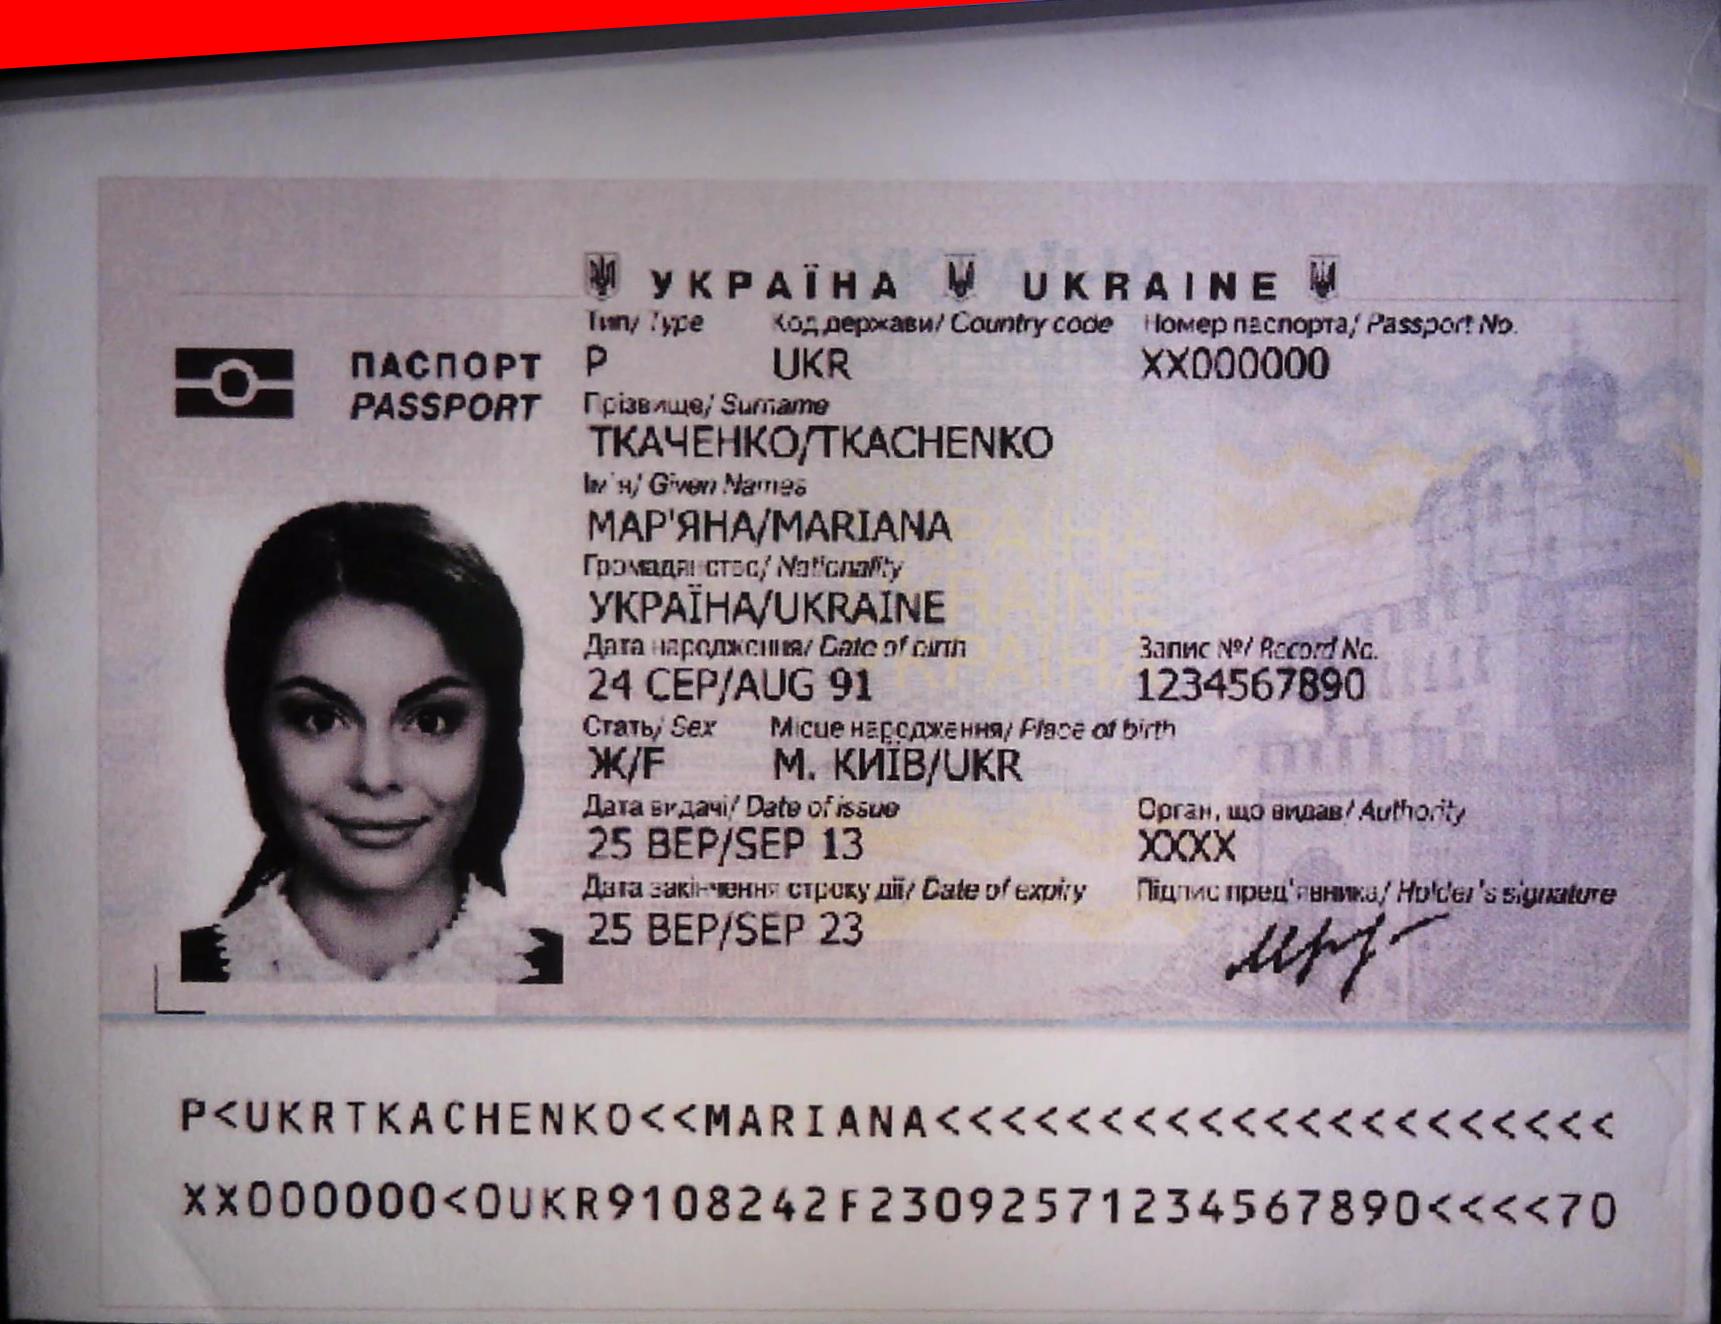 УКРАЇНА UKRAINE
Тип/ Type Код держави/ Country code Номер паспорта/ Passport No.
P UKR XX000000
ПАСПОРТ
PASSPORT
Прізвище/ Surname
ТКАЧЕНКО/TKACHENKO
Ім'я/ Given Names
МАР'ЯНА/MARIANA
Громадянство/ Nationality
УКРАЇНА/UKRAINE
Дата народження/ Date of birth Запис №/ Record No.
24 СЕР/AUG 91 1234567890
Стать/ Sex Місце народження/ Place of birth
Ж/F М. КИЇВ/UKR
Дата видачі/ Date of issue Орган, що видав/ Authority
25 ВЕР/SEP 13 XXXX
Дата закінчення строку дії/ Date of expiry Підпис пред'явника/ Holder's signature
25 ВЕР/SEP 23
P<UKRTKACHENKO<<MARIANA<<<<<<<<<<<<<<<<<<<<<
XX000000<0UKR9108242F23092571234567890<<<<70